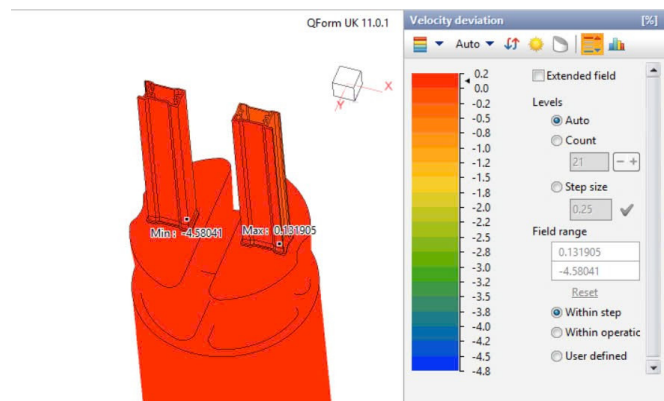 QForm UK 11.0.1
X
Y
Min : -4.58041
Max : 0.131905
Velocity deviation [%]
Auto
0.2
0.0
-0.2
-0.5
-0.8
-1.0
-1.2
-1.5
-1.8
-2.0
-2.2
-2.5
-2.8
-3.0
-3.2
-3.5
-3.8
-4.0
-4.2
-4.5
-4.8
Extended field
Levels
Auto
Count
21
Step size
0.25
Field range
0.131905
-4.58041
Reset
Within step
Within operatic
User defined